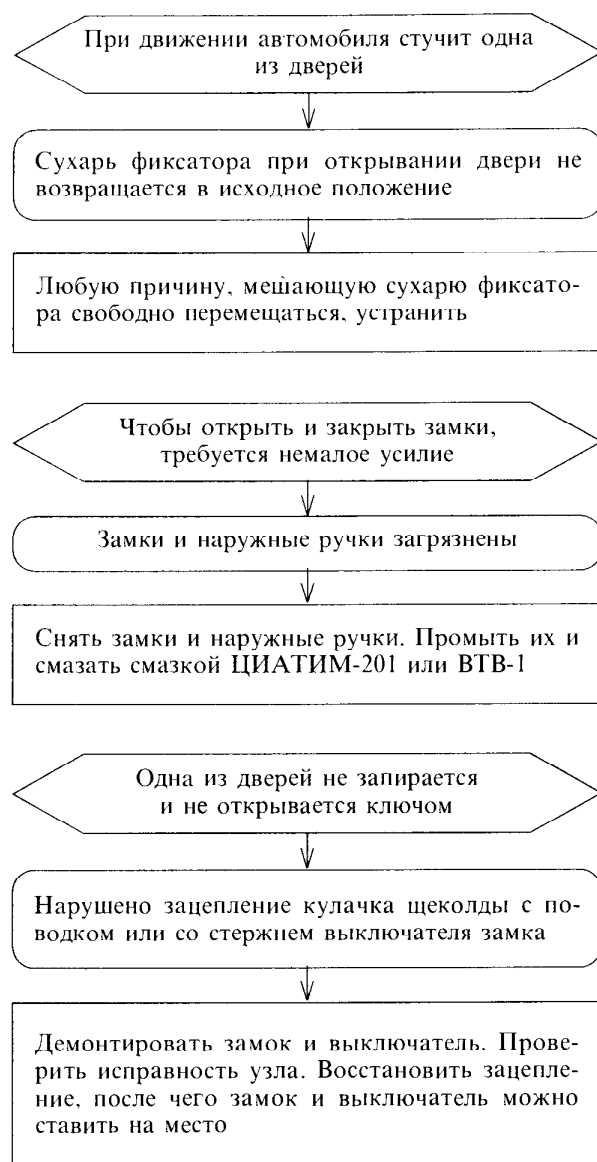 При движении автомобиля стучит одна
из дверей
Сухарь фиксатора при открывании двери не
возвращается в исходное положение
Любую причину, мешающую сухарю фиксато-
ра свободно перемещаться, устранить
Чтобы открыть и закрыть замки,
требуется немалое усилие
Замки и наружные ручки загрязнены
Снять замки и наружные ручки. Промыть их и
смазать смазкой ЦИАТИМ-201 или ВТВ-1
Одна из дверей не запирается
и не открывается ключом
Нарушено зацепление кулачка щеколды с по-
водком или со стержнем выключателя замка
Демонтировать замок и выключатель. Прове-
рить исправность узла. Восстановить зацепле-
ние, после чего замок и выключатель можно
ставить на место